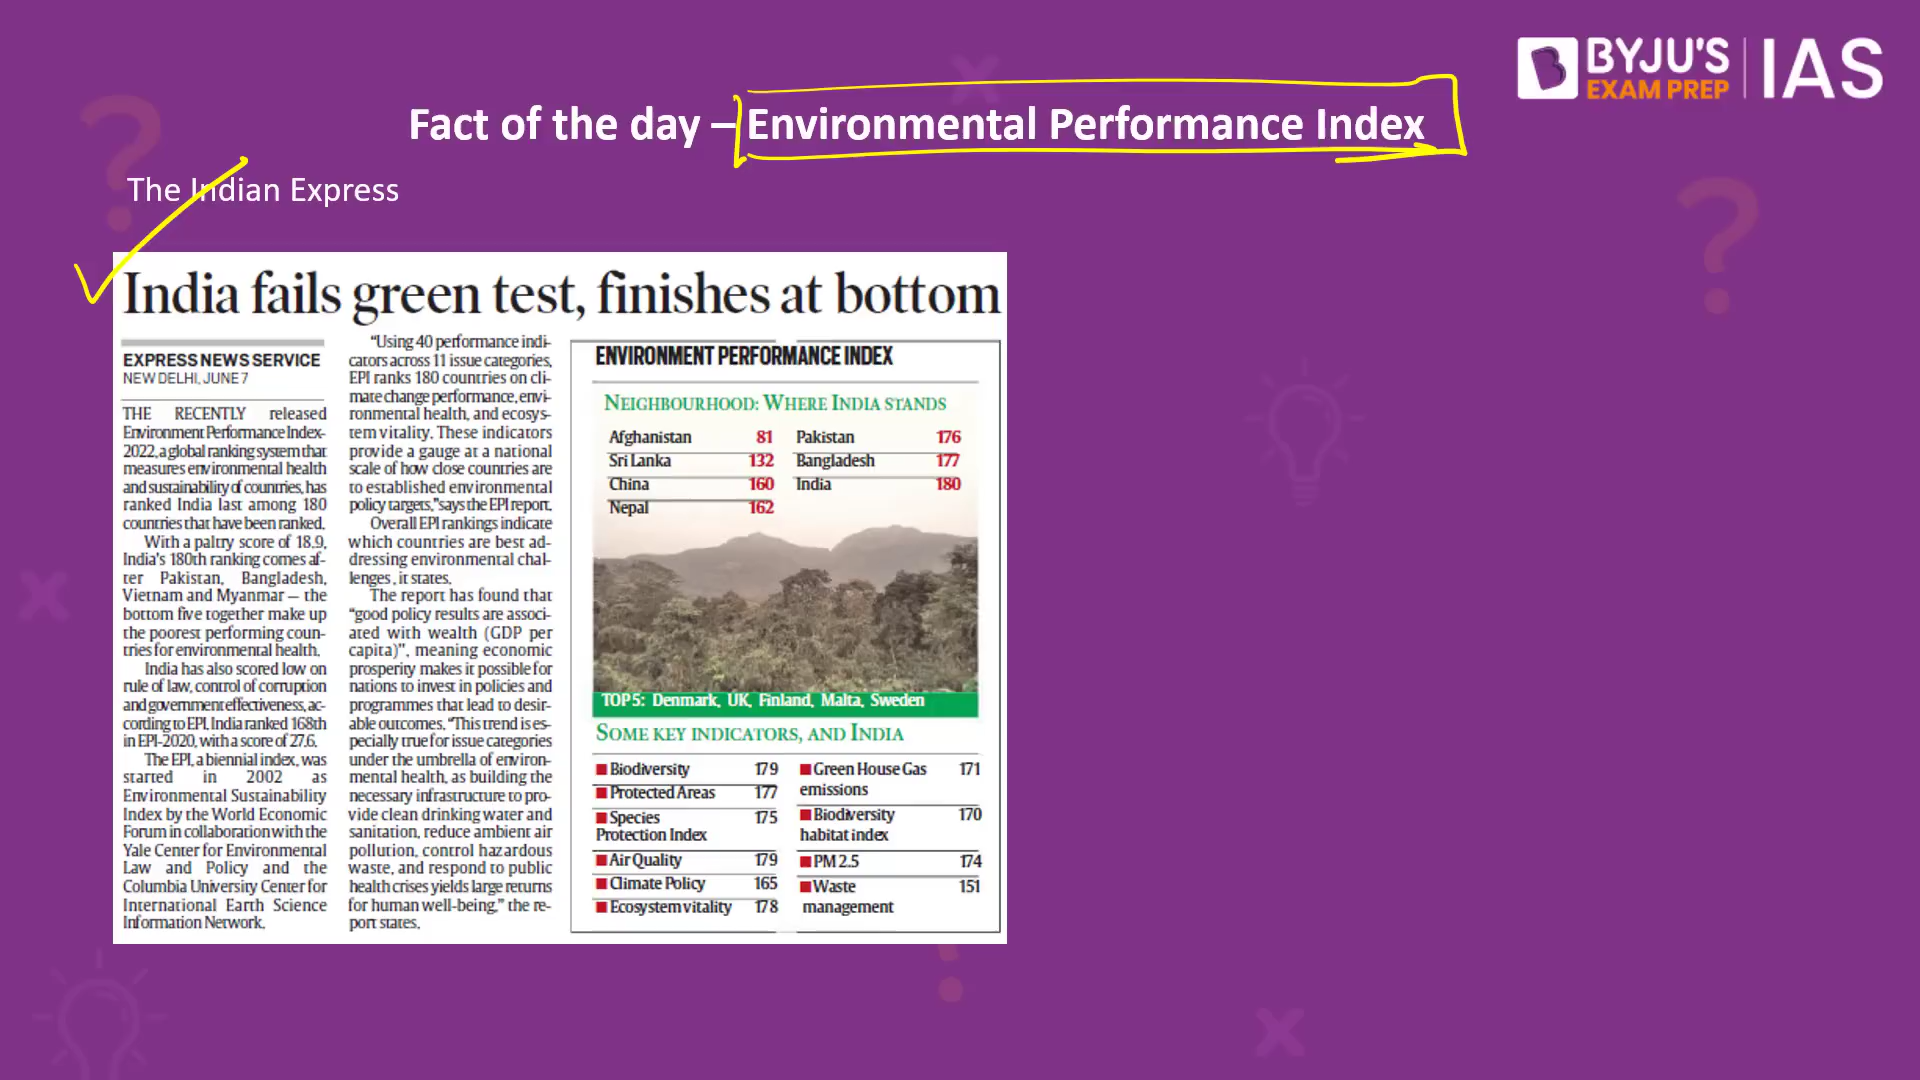 BYJU'S
EXAM PREP
IAS
Fact of the day – Environmental Performance Index
The Indian Express
India fails green test, finishes at bottom
EXPRESS NEWS SERVICE
NEW DELHI, JUNE 7
THE RECENTLY released
Environment Performance Index-
2022, a global ranking system that
measures environmental health
and sustainability of countries, has
ranked India last among 180
countries that have been ranked.
With a paltry score of 18.9,
India's 180th ranking comes af-
ter Pakistan, Bangladesh,
Vietnam and Myanmar — the
bottom five together make up
the poorest performing coun-
tries for environmental health.
India has also scored low on
rule of law, control of corruption
and government effectiveness, ac-
cording to EPI. India ranked 168th
in EPI-2020, with a score of 27.6.
The EPI, a biennial index, was
started in 2002 as
Environmental Sustainability
Index by the World Economic
Forum in collaboration with the
Yale Center for Environmental
Law and Policy and the
Columbia University Center for
International Earth Science
Information Network.
"Using 40 performance indi-
cators across 11 issue categories,
EPI ranks 180 countries on cli-
mate change performance, envi-
ronmental health, and ecosys-
tem vitality. These indicators
provide a gauge at a national
scale of how close countries are
to established environmental
policy targets," says the EPI report.
Overall EPI rankings indicate
which countries are best ad-
dressing environmental chal-
lenges, it states.
The report has found that
"good policy results are associ-
ated with wealth (GDP per
capita)", meaning economic
prosperity makes it possible for
nations to invest in policies and
programmes that lead to desir-
able outcomes. "This trend is es-
pecially true for issue categories
under the umbrella of environ-
mental health, as building the
necessary infrastructure to pro-
vide clean drinking water and
sanitation, reduce ambient air
pollution, control hazardous
waste, and respond to public
health crises yields large returns
for human well-being," the re-
port states.
ENVIRONMENT PERFORMANCE INDEX
NEIGHBOURHOOD: WHERE INDIA STANDS
Afghanistan 81
Sri Lanka 132
China 160
Nepal 162
Pakistan 176
Bangladesh 177
India 180
TOP 5: Denmark, UK, Finland, Malta, Sweden
SOME KEY INDICATORS, AND INDIA
Biodiversity 179
Protected Areas 177
Species 175
Protection Index
Air Quality 179
Climate Policy 165
Ecosystem vitality 178
Green House Gas 171
emissions
Biodiversity 170
habitat index
PM 2.5 174
Waste 151
management